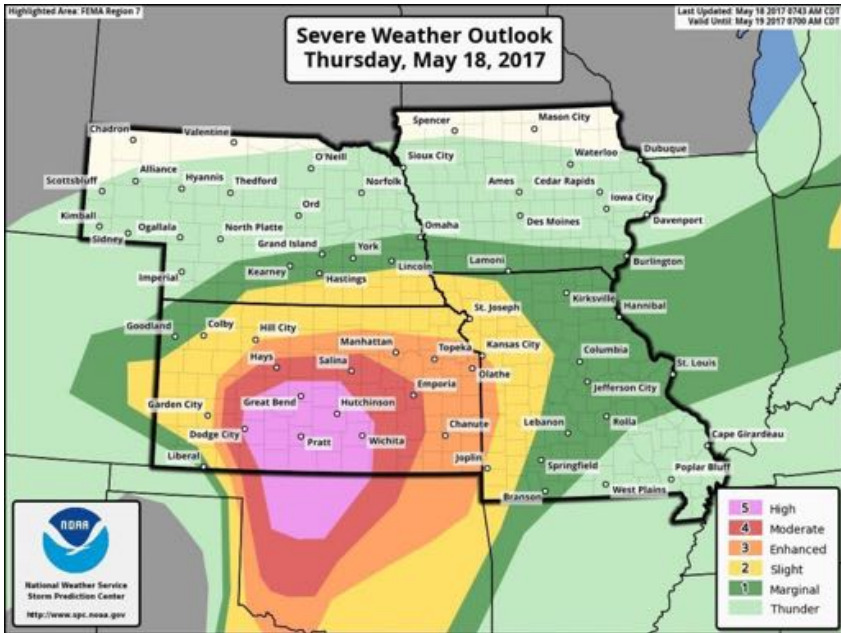 Highlighted Area: FEMA Region 7
Last Updated: May 18 2017 0743 AM CDT
Valid Until: May 19 2017 0700 AM CDT
Severe Weather Outlook
Thursday, May 18, 2017
Spencer
Mason City
Chadron
Valentine
O'Neill
Sioux City
Waterloo
Dubuque
Alliance
Hyannis
Thedford
Norfolk
Scottsbluff
Ames
Cedar Rapids
Iowa City
Kimball
Ord
Sidney
Ogallala
North Platte
Omaha
Des Moines
Davenport
Grand Island
York
Lincoln
Lamoni
Burlington
Imperial
Kearney
Hastings
Kirksville
Hannibal
St. Joseph
Goodland
Colby
Hill City
Manhattan
Topeka
Kansas City
Columbia
St. Louis
Hays
Salina
Olathe
Emporia
Jefferson City
Great Bend
Hutchinson
Garden City
Dodge City
Pratt
Wichita
Chanute
Lebanon
Rolla
Cape Girardeau
Liberal
Joplin
Springfield
Poplar Bluff
Branson
West Plains
NOAA
National Weather Service
Storm Prediction Center
http://www.spc.noaa.gov
5 High
4 Moderate
3 Enhanced
2 Slight
1 Marginal
Thunder